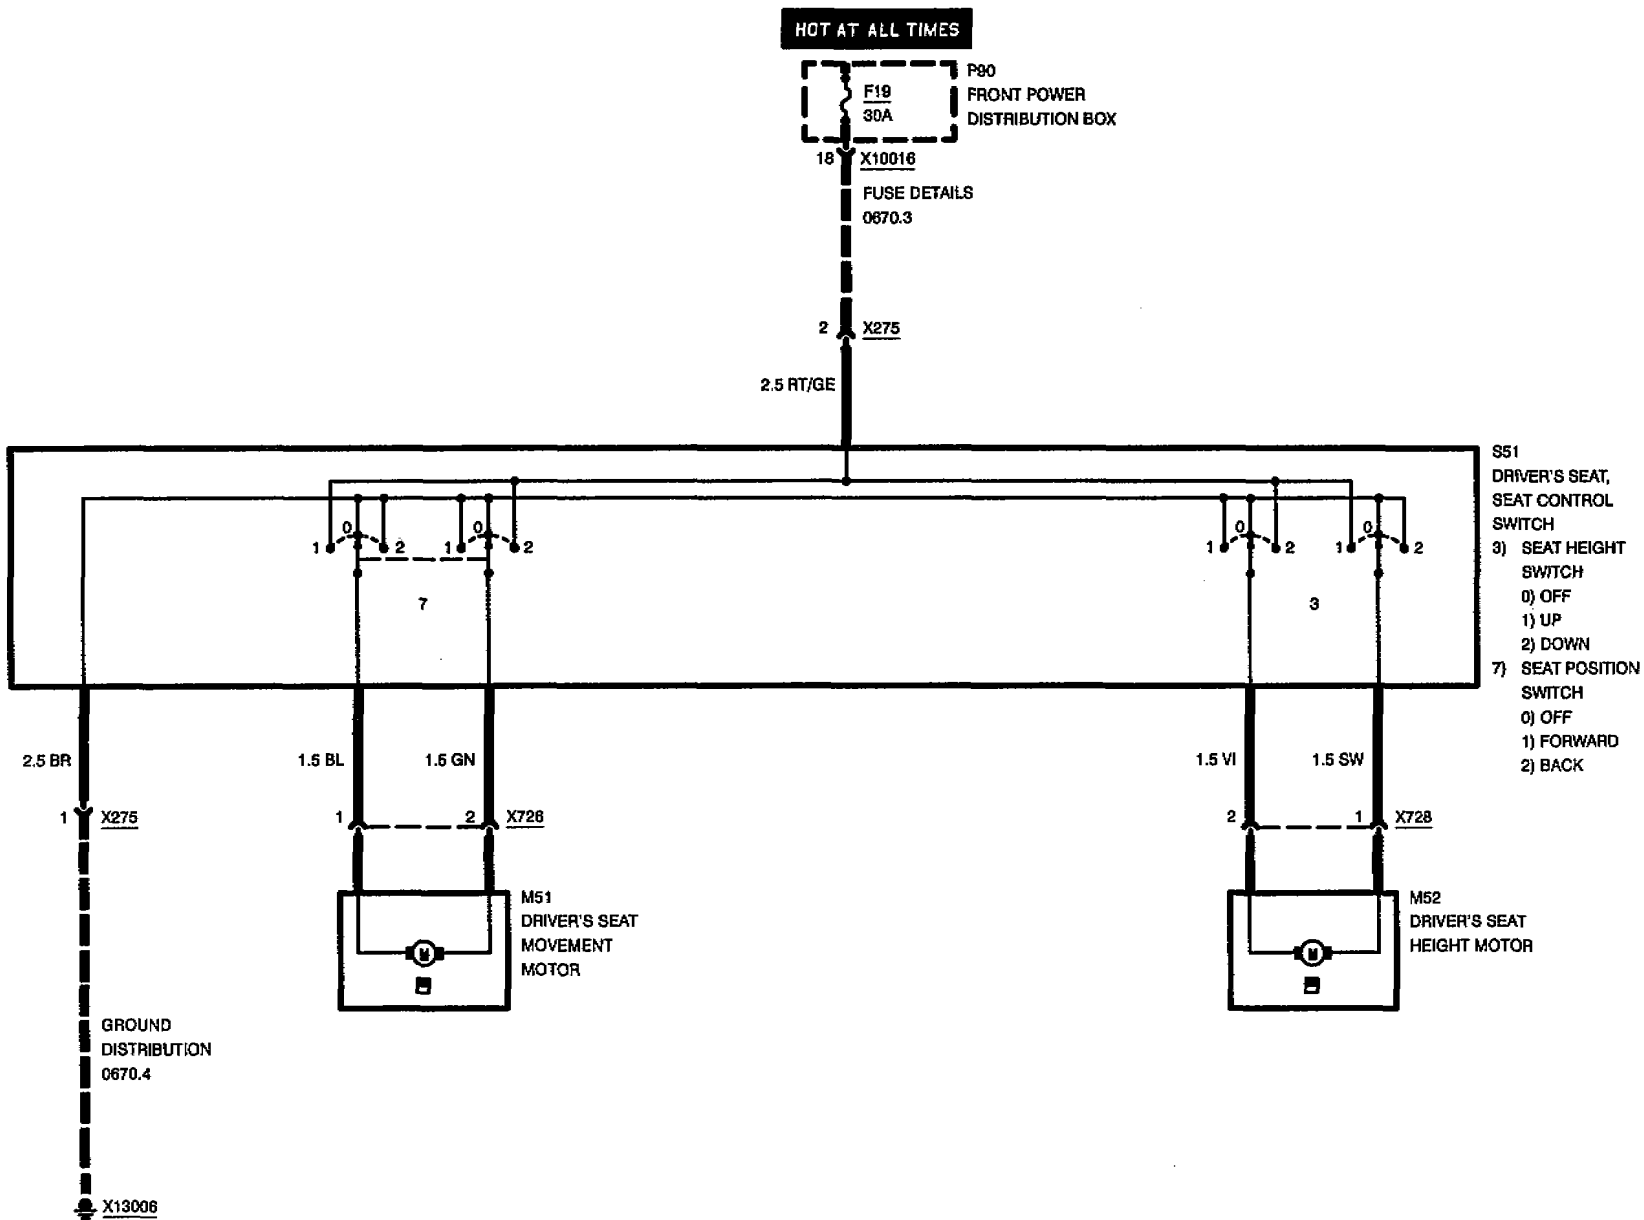 HOT AT ALL TIMES
F19
30A
P90
FRONT POWER
DISTRIBUTION BOX
18 X10016
FUSE DETAILS
0670.3
2 X275
2.5 RT/GE
S51
DRIVER'S SEAT,
SEAT CONTROL
SWITCH
3) SEAT HEIGHT
SWITCH
0) OFF
1) UP
2) DOWN
7) SEAT POSITION
SWITCH
0) OFF
1) FORWARD
2) BACK
0 0 0 0
1 2 1 2 1 2 1 2
7 3
2.5 BR 1.5 BL 1.5 GN 1.5 VI 1.5 SW
1 X275 1 2 X726 2 1 X728
M51
DRIVER'S SEAT
MOVEMENT
MOTOR
M
M52
DRIVER'S SEAT
HEIGHT MOTOR
M
GROUND
DISTRIBUTION
0670.4
X13006